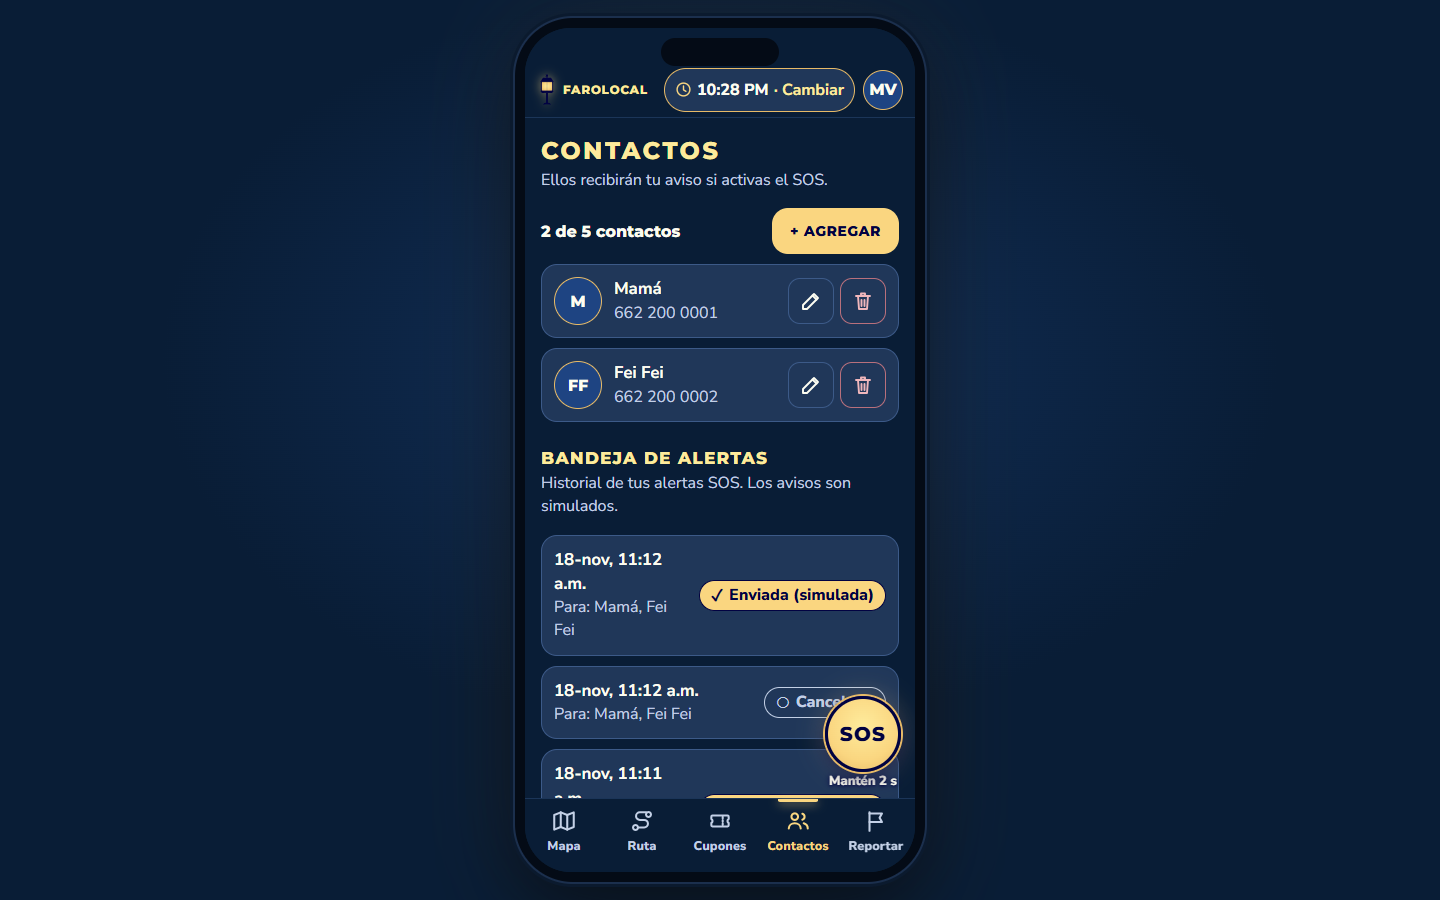 FAROLOCAL
10:28 PM · Cambiar
MV
CONTACTOS
Ellos recibirán tu aviso si activas el SOS.
2 de 5 contactos
+ AGREGAR
M
Mamá
662 200 0001
FF
Fei Fei
662 200 0002
BANDEJA DE ALERTAS
Historial de tus alertas SOS. Los avisos son
simulados.
18-nov, 11:12
a.m.
Para: Mamá, Fei
Fei
✓ Enviada (simulada)
18-nov, 11:12 a.m.
Para: Mamá, Fei Fei
SOS
Mantén 2 s
18-nov, 11:11
a.m.
Mapa
Ruta
Cupones
Contactos
Reportar